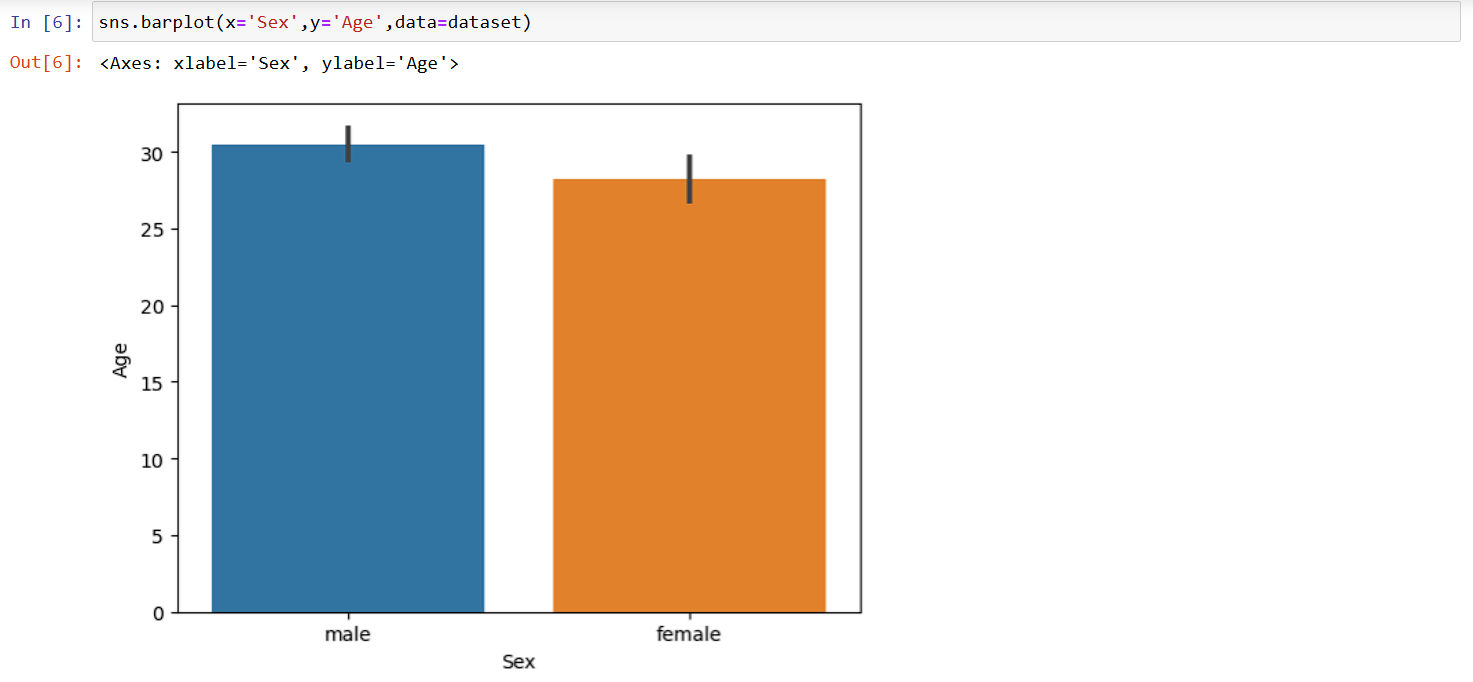 In [6]: sns.barplot(x='Sex',y='Age',data=dataset)
Out[6]: <Axes: xlabel='Sex', ylabel='Age'>
30
25
20
15
10
5
0
Age
male female
Sex